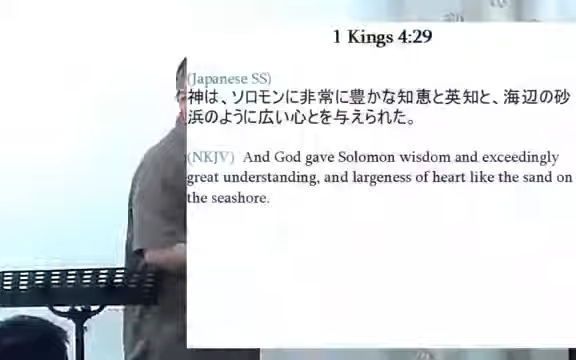 1 Kings 4:29
(Japanese SS)
神は、ソロモンに非常に豊かな知恵と英知と、海辺の砂
浜のように広い心とを与えられた。
(NKJV) And God gave Solomon wisdom and exceedingly
great understanding, and largeness of heart like the sand on
the seashore.